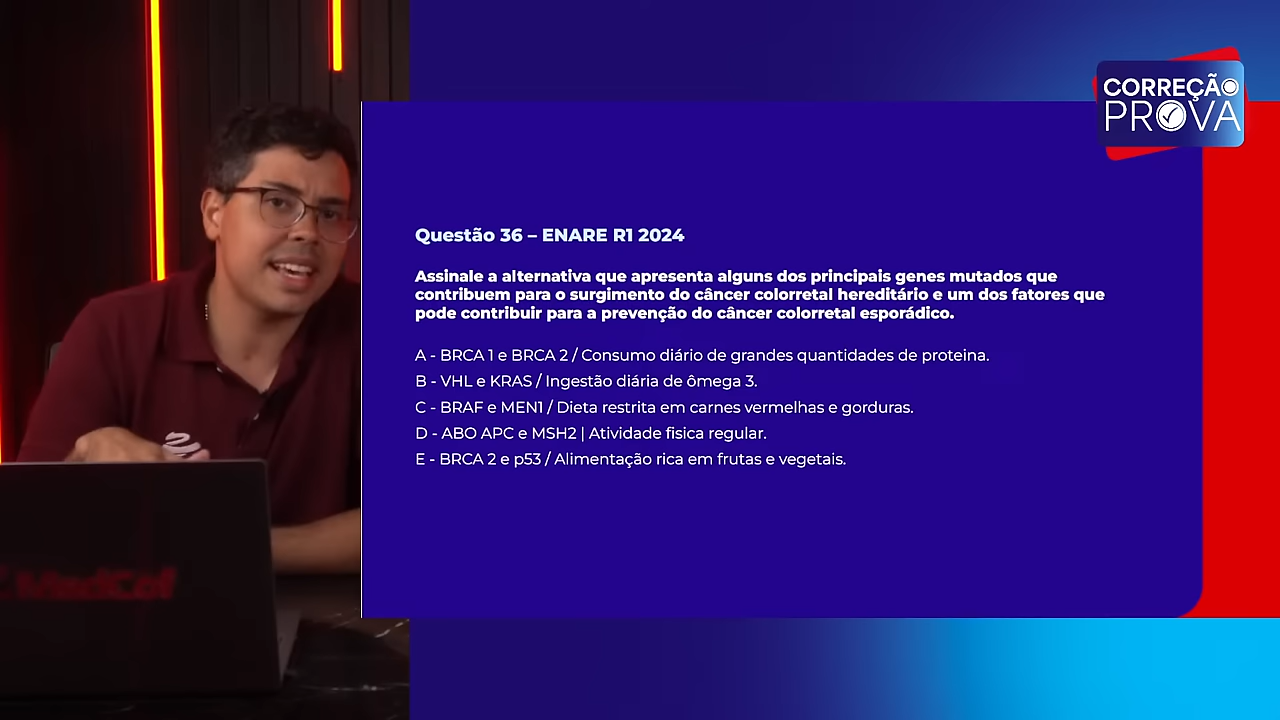 CORREÇÃO
PROVA
Questão 36 – ENARE R1 2024
Assinale a alternativa que apresenta alguns dos principais genes mutados que
contribuem para o surgimento do câncer colorretal hereditário e um dos fatores que
pode contribuir para a prevenção do câncer colorretal esporádico.
A - BRCA 1 e BRCA 2 / Consumo diário de grandes quantidades de proteina.
B - VHL e KRAS / Ingestão diária de ômega 3.
C - BRAF e MEN1 / Dieta restrita em carnes vermelhas e gorduras.
D - ABO APC e MSH2 | Atividade fisica regular.
E - BRCA 2 e p53 / Alimentação rica em frutas e vegetais.